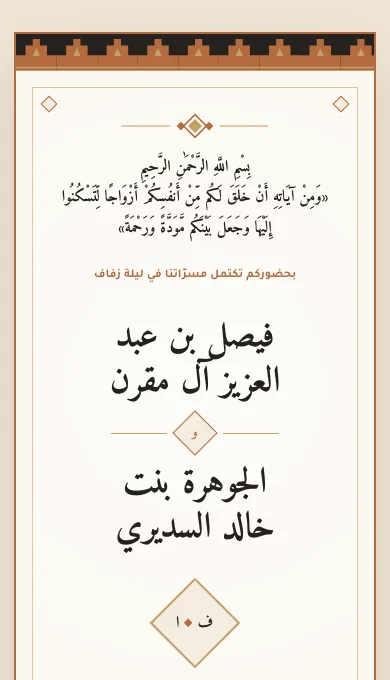 بِسْمِ اللَّهِ الرَّحْمَٰنِ الرَّحِيمِ
«وَمِنْ آيَاتِهِ أَنْ خَلَقَ لَكُم مِّنْ أَنفُسِكُمْ أَزْوَاجًا لِّتَسْكُنُوا
إِلَيْهَا وَجَعَلَ بَيْنَكُم مَّوَدَّةً وَرَحْمَةً»
بحضوركم تكتمل مسرّاتنا في ليلة زفاف
فيصل بن عبد
العزيز آل مقرن
و
الجوهرة بنت
خالد السديري
ف ◆ ا